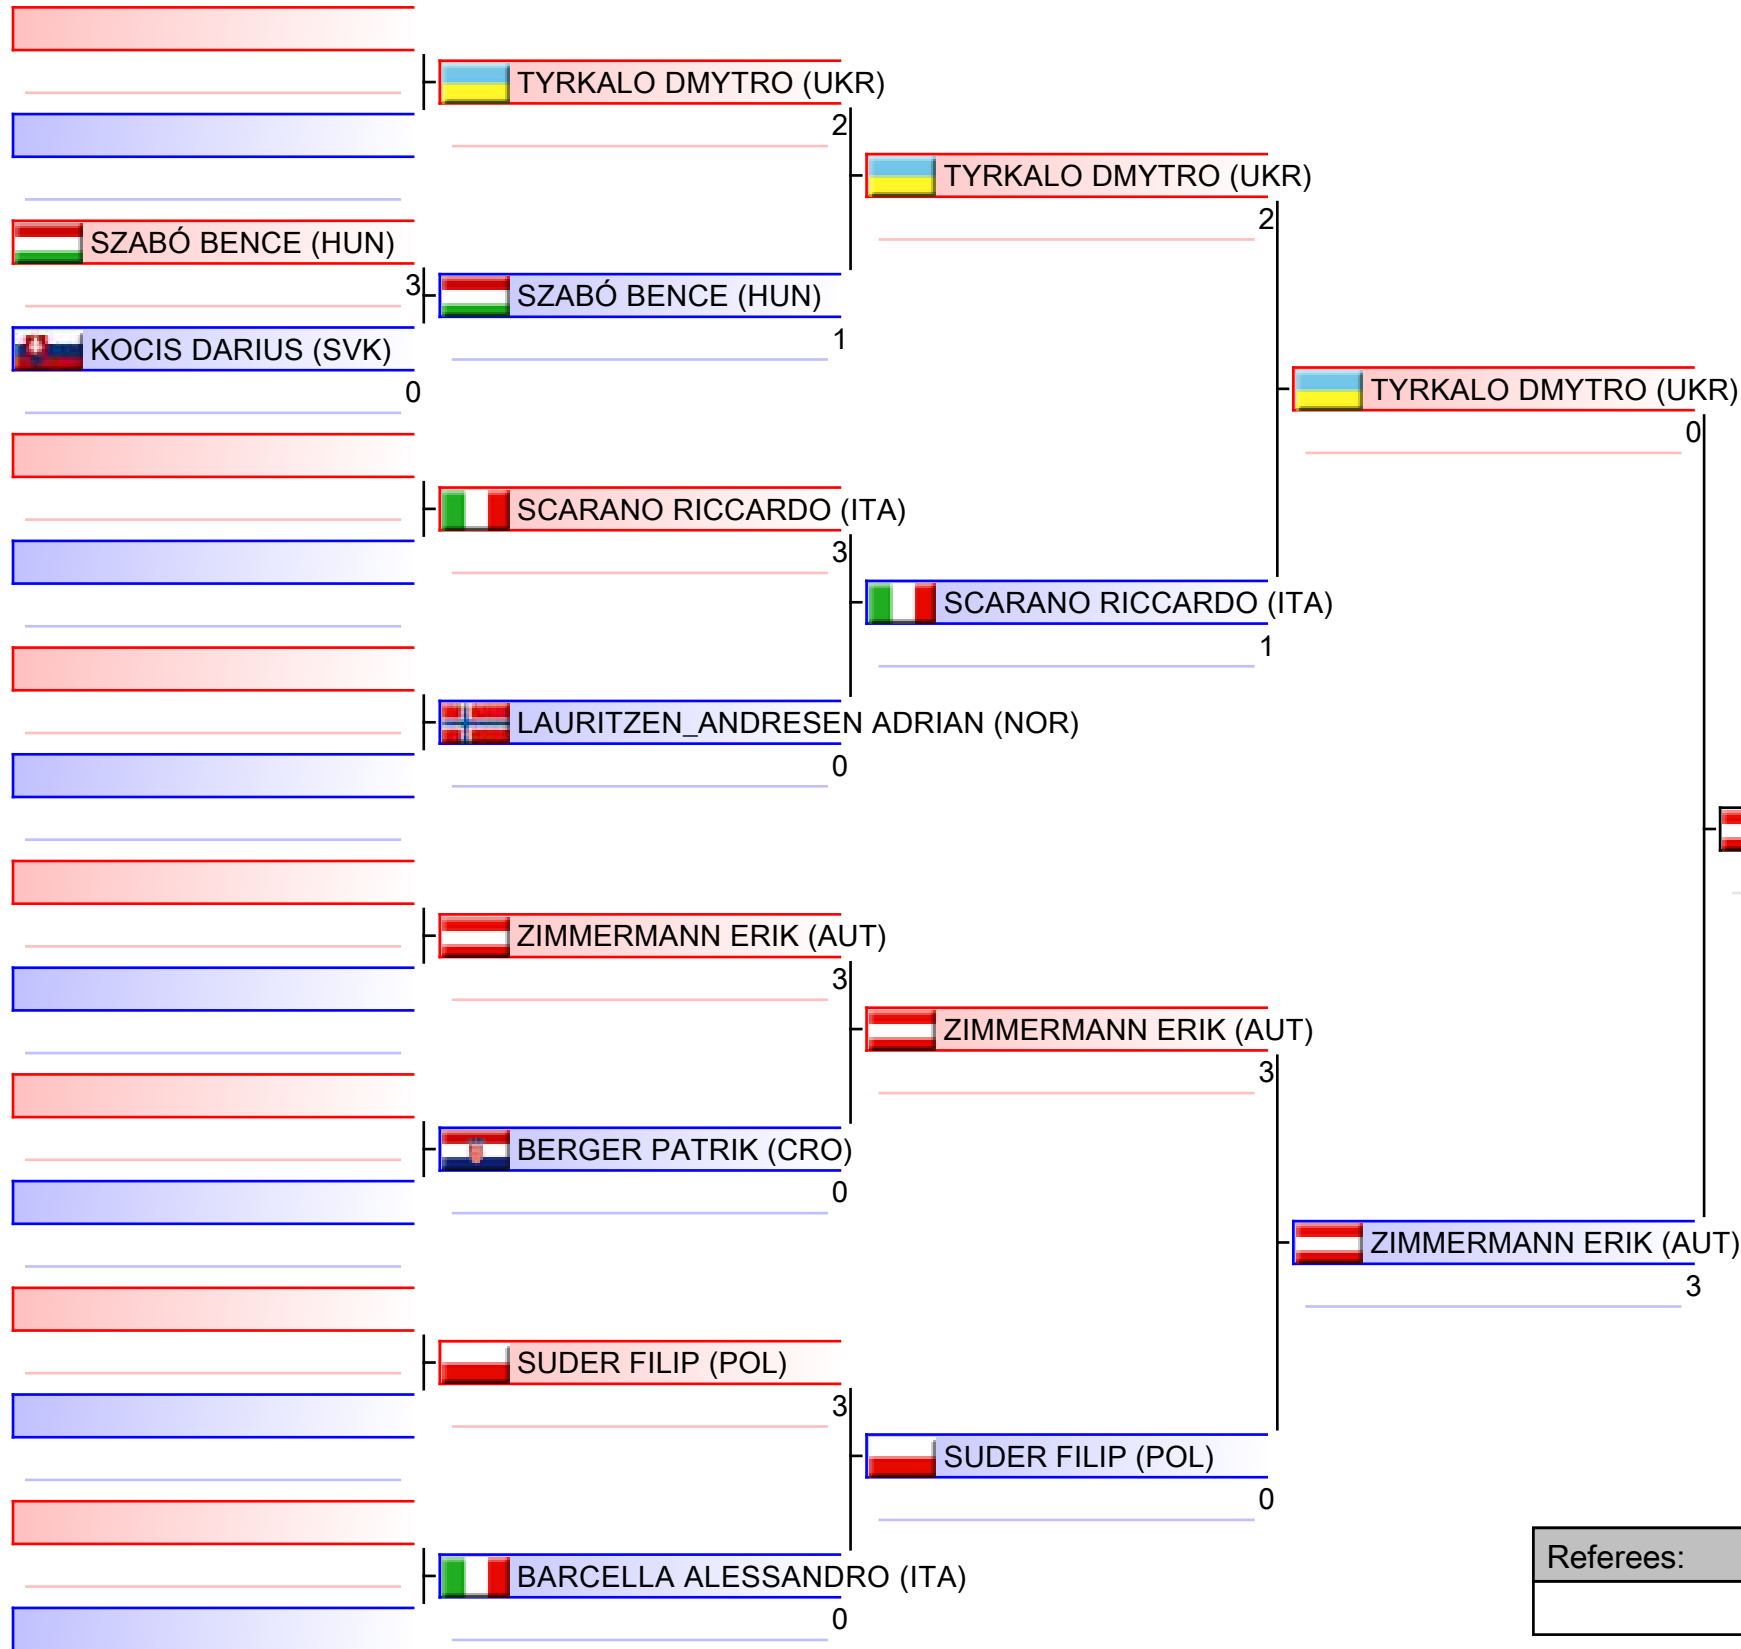 TYRKALO DMYTRO (UKR)
2
TYRKALO DMYTRO (UKR)
2
SZABÓ BENCE (HUN)
3
SZABÓ BENCE (HUN)
1
KOCIS DARIUS (SVK)
0
TYRKALO DMYTRO (UKR)
0
SCARANO RICCARDO (ITA)
3
SCARANO RICCARDO (ITA)
1
LAURITZEN_ANDRESEN ADRIAN (NOR)
0
ZIMMERMANN ERIK (AUT)
3
ZIMMERMANN ERIK (AUT)
3
BERGER PATRIK (CRO)
0
ZIMMERMANN ERIK (AUT)
3
SUDER FILIP (POL)
3
SUDER FILIP (POL)
0
BARCELLA ALESSANDRO (ITA)
0
Referees: